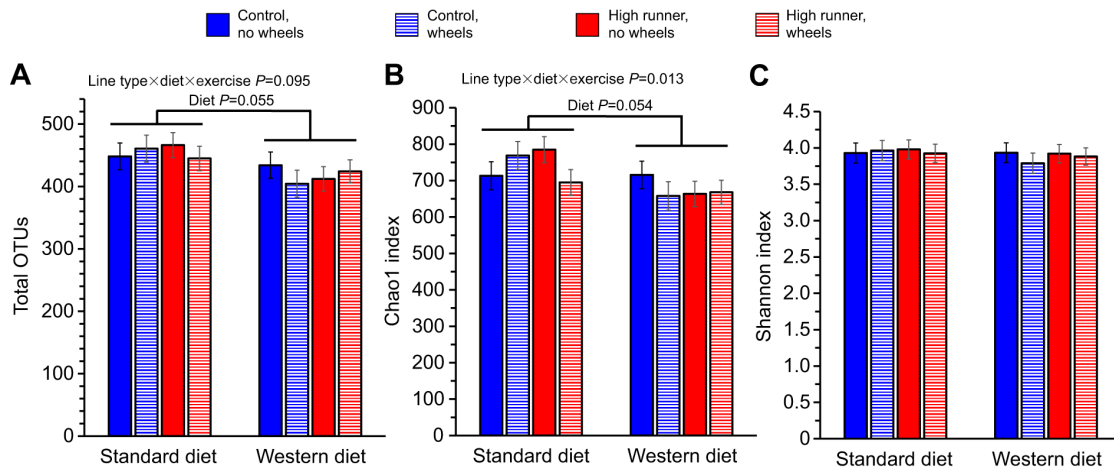 Control,
no wheels
Control,
wheels
High runner,
no wheels
High runner,
wheels
A
Line type×diet×exercise P=0.095
Diet P=0.055
Total OTUs
500
400
300
200
100
0
Standard diet
Western diet
B
Line type×diet×exercise P=0.013
Diet P=0.054
Chao1 index
900
800
700
600
500
400
300
200
100
0
Standard diet
Western diet
C
Shannon index
4.5
4.0
3.5
3.0
2.5
2.0
1.5
1.0
0.5
0
Standard diet
Western diet